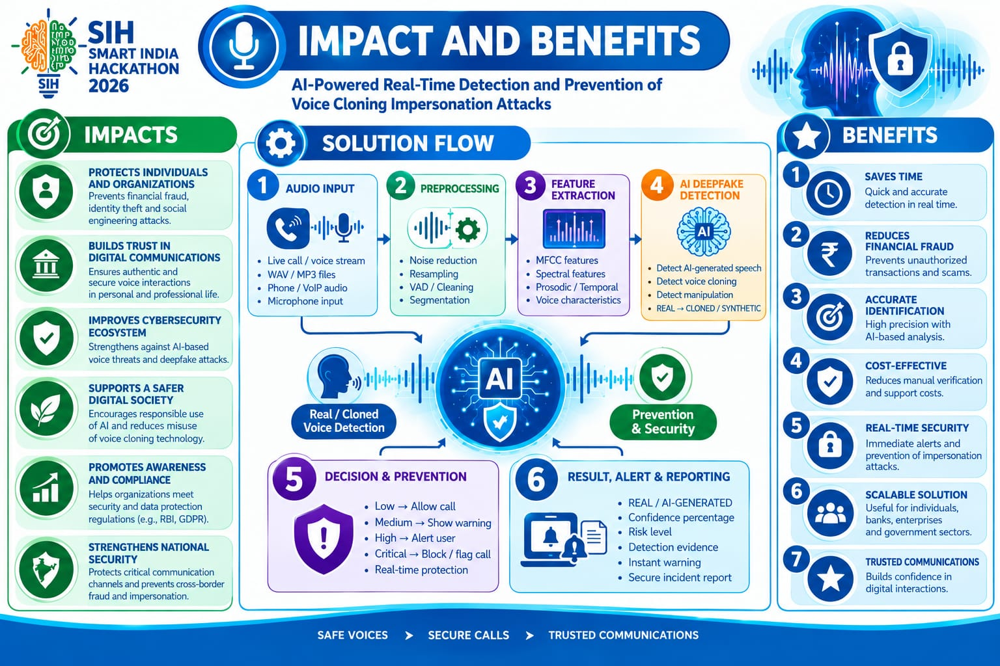 SIH
SMART INDIA
HACKATHON
2026
SIH
IMPACT AND BENEFITS
AI-Powered Real-Time Detection and Prevention of
Voice Cloning Impersonation Attacks
IMPACTS
PROTECTS INDIVIDUALS
AND ORGANIZATIONS
Prevents financial fraud,
identity theft and social
engineering attacks.
BUILDS TRUST IN
DIGITAL COMMUNICATIONS
Ensures authentic and
secure voice interactions
in personal and professional life.
IMPROVES CYBERSECURITY
ECOSYSTEM
Strengthens against AI-based
voice threats and deepfake attacks.
SUPPORTS A SAFER
DIGITAL SOCIETY
Encourages responsible use
of AI and reduces misuse
of voice cloning technology.
PROMOTES AWARENESS
AND COMPLIANCE
Helps organizations meet
security and data protection
regulations (e.g., RBI, GDPR).
STRENGTHENS NATIONAL
SECURITY
Protects critical communication
channels and prevents cross-border
fraud and impersonation.
SOLUTION FLOW
1 AUDIO INPUT
• Live call / voice stream
• WAV / MP3 files
• Phone / VoIP audio
• Microphone input
2 PREPROCESSING
• Noise reduction
• Resampling
• VAD / Cleaning
• Segmentation
3 FEATURE
EXTRACTION
• MFCC features
• Spectral features
• Prosodic / Temporal
• Voice characteristics
4 AI DEEPFAKE
DETECTION
AI
• Detect AI-generated speech
• Detect voice cloning
• Detect manipulation
• REAL → CLONED / SYNTHETIC
Real / Cloned
Voice Detection
AI
Prevention
& Security
5 DECISION & PREVENTION
• Low → Allow call
• Medium → Show warning
• High → Alert user
• Critical → Block / flag call
• Real-time protection
6 RESULT, ALERT & REPORTING
• REAL / AI-GENERATED
• Confidence percentage
• Risk level
• Detection evidence
• Instant warning
• Secure incident report
BENEFITS
1 SAVES TIME
Quick and accurate
detection in real time.
2 REDUCES
FINANCIAL FRAUD
₹
Prevents unauthorized
transactions and scams.
3 ACCURATE
IDENTIFICATION
High precision with
AI-based analysis.
4 COST-EFFECTIVE
Reduces manual verification
and support costs.
5 REAL-TIME SECURITY
Immediate alerts and
prevention of impersonation
attacks.
6 SCALABLE SOLUTION
Useful for individuals,
banks, enterprises
and government sectors.
7 TRUSTED COMMUNICATIONS
Builds confidence in
digital interactions.
SAFE VOICES ➤ SECURE CALLS ➤ TRUSTED COMMUNICATIONS